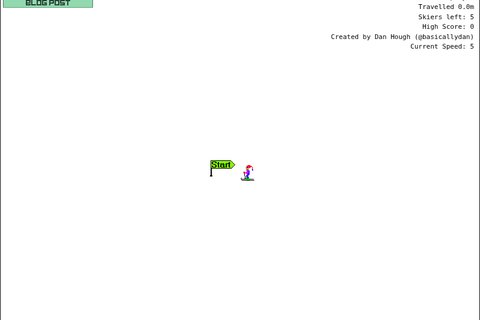 BLOG POST
Travelled 0.0m
Skiers left: 5
High Score: 0
Created by Dan Hough (@basicallydan)
Current Speed: 5
Start